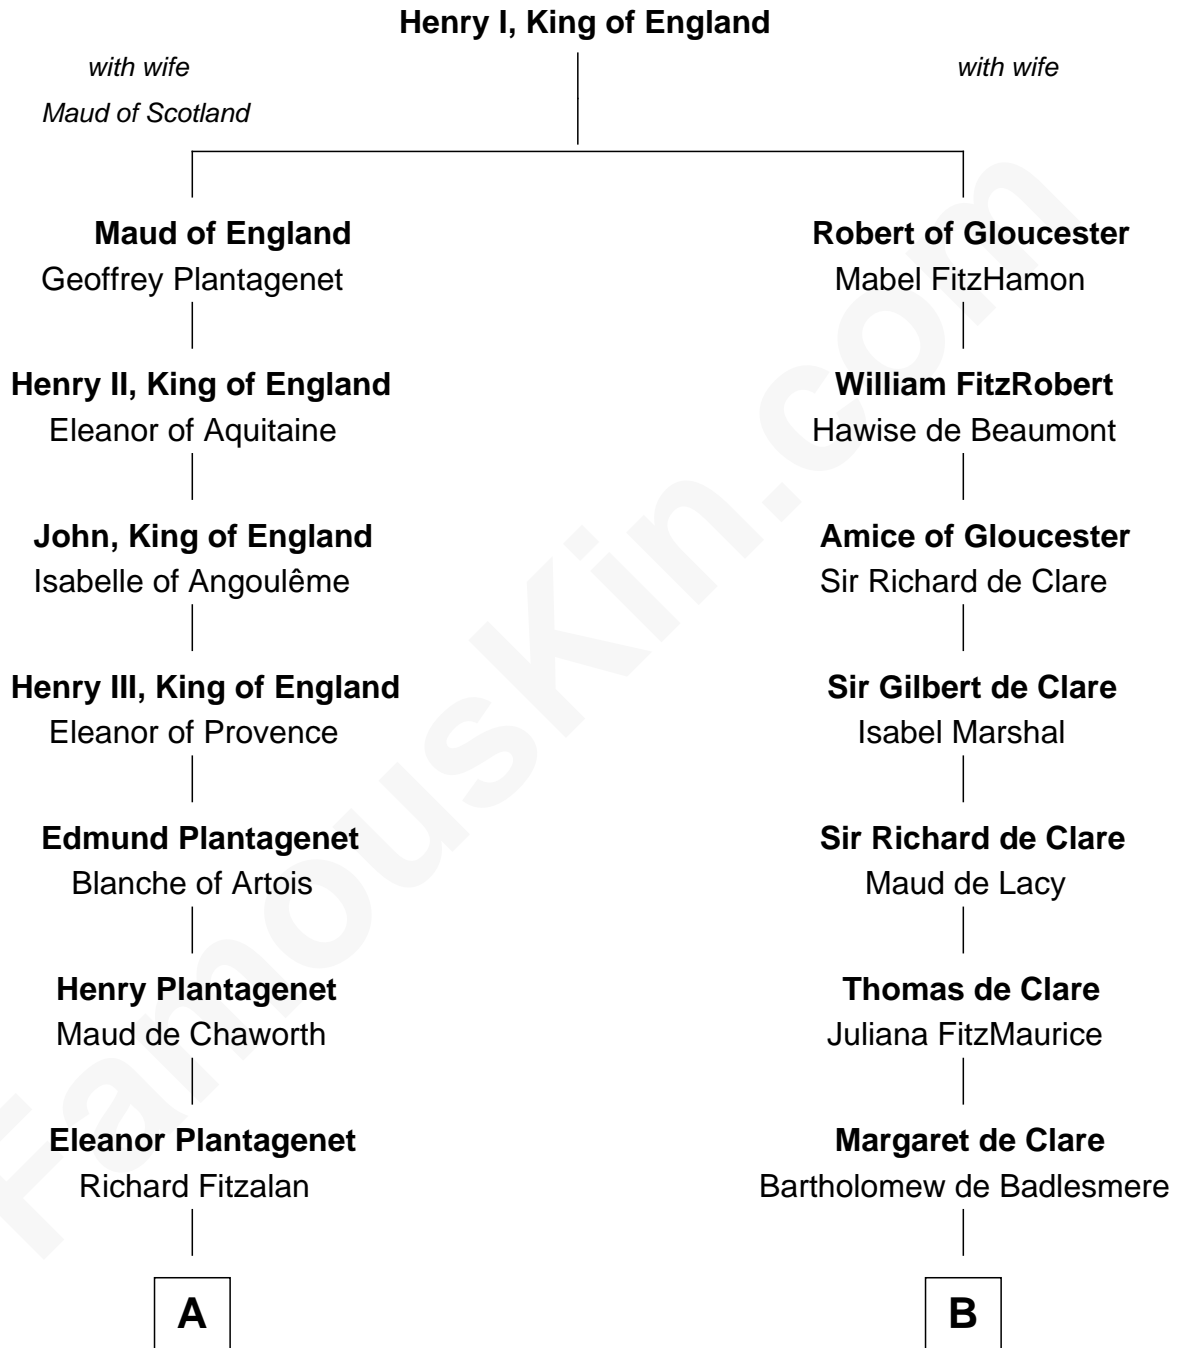 Henry I, King of England
with wife
Maud of Scotland
with wife
Maud of England
Geoffrey Plantagenet
Robert of Gloucester
Mabel FitzHamon
Henry II, King of England
Eleanor of Aquitaine
William FitzRobert
Hawise de Beaumont
John, King of England
Isabelle of Angoulême
Amice of Gloucester
Sir Richard de Clare
Henry III, King of England
Eleanor of Provence
Sir Gilbert de Clare
Isabel Marshal
Edmund Plantagenet
Blanche of Artois
Sir Richard de Clare
Maud de Lacy
Henry Plantagenet
Maud de Chaworth
Thomas de Clare
Juliana FitzMaurice
Eleanor Plantagenet
Richard Fitzalan
Margaret de Clare
Bartholomew de Badlesmere
A
B
FamousKin.com